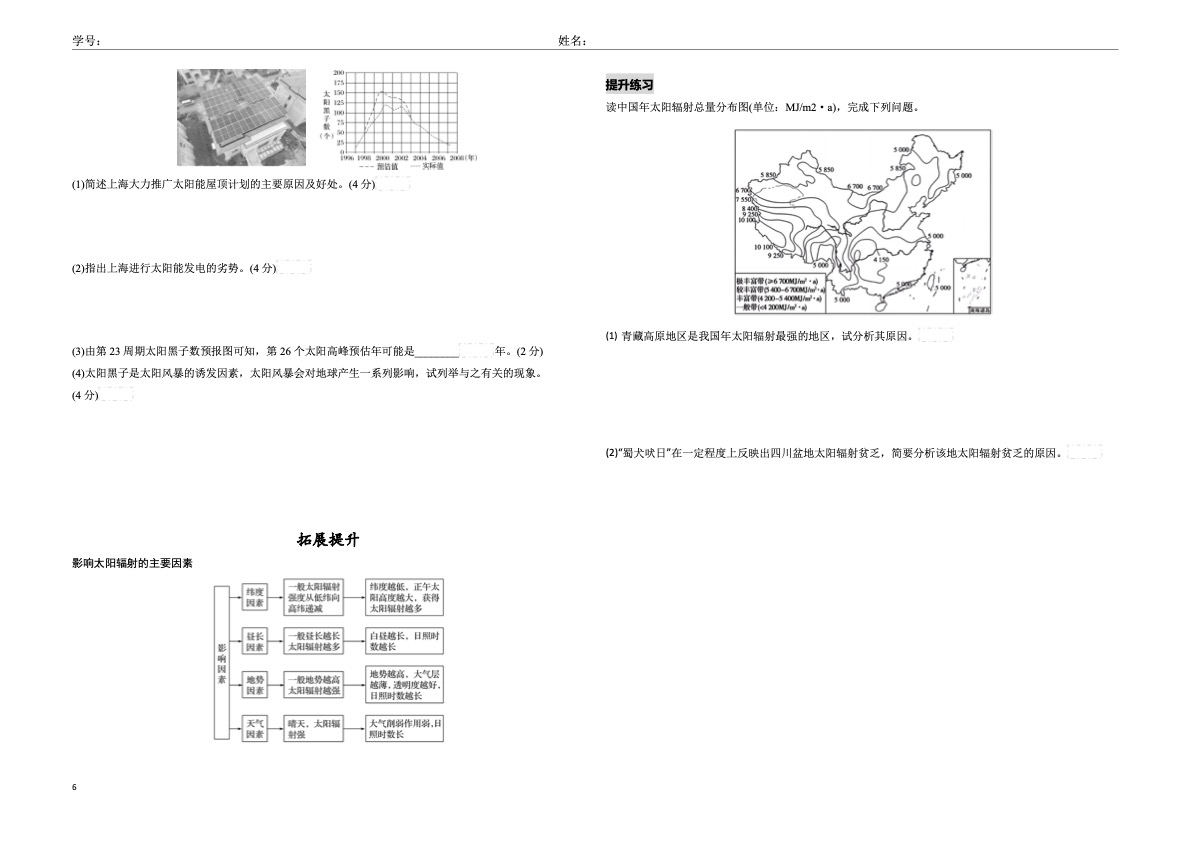 学号：
姓名：
200
175
150
125
100
75
50
25
0
太阳黑子数(个)
1996 1998 2000 2002 2004 2006 2008(年)
--- 预估值 — 实际值
(1)简述上海大力推广太阳能屋顶计划的主要原因及好处。(4 分)
(2)指出上海进行太阳能发电的劣势。(4 分)
(3)由第 23 周期太阳黑子数预报图可知，第 26 个太阳高峰预估年可能是________年。(2 分)
(4)太阳黑子是太阳风暴的诱发因素，太阳风暴会对地球产生一系列影响，试列举与之有关的现象。
(4 分)
拓展提升
影响太阳辐射的主要因素
影响因素
纬度因素
一般太阳辐射强度从低纬向高纬递减
纬度越低，正午太阳高度越大，获得太阳辐射越多
昼长因素
一般昼长越长太阳辐射越多
白昼越长，日照时数越长
地势因素
一般地势越高太阳辐射越强
地势越高，大气层越薄，透明度越好，日照时数越长
天气因素
晴天，太阳辐射强
大气削弱作用弱，日照时数长
6
提升练习
读中国年太阳辐射总量分布图(单位：MJ/m2·a)，完成下列问题。
5 000
5 850
5 850
5 850
5 000
6 700
6 700
6 700
7 550
8 400
9 250
10 100
5 000
10 100
9 250
4 150
5 000
5 000
5 000
5 000
极丰富带(≥6 700MJ/m²·a)
较丰富带(5 400~6 700MJ/m²·a)
丰富带(4 200~5 400MJ/m²·a)
一般带(<4 200MJ/m²·a)
南海诸岛
(1) 青藏高原地区是我国年太阳辐射最强的地区，试分析其原因。
(2)“蜀犬吠日”在一定程度上反映出四川盆地太阳辐射贫乏，简要分析该地太阳辐射贫乏的原因。